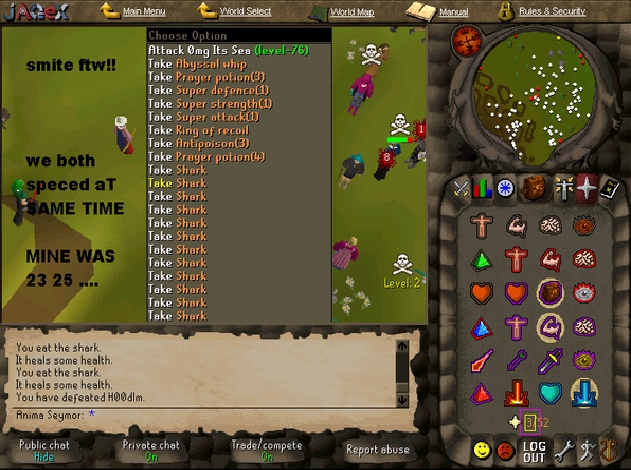 JAGeX
Main Menu
World Select
World Map
Manual
Rules & Security
smite ftw!!
we both
speced aT
SAME TIME
MINE WAS
23 25 ....
Choose Option
Attack 0mg Its Sea (level-76)
Take Abyssal whip
Take Prayer potion(3)
Take Super defence(1)
Take Super strength(1)
Take Super attack(1)
Take Ring of recoil
Take Antipoison(3)
Take Prayer potion(4)
Take Shark
Take Shark
Take Shark
Take Shark
Take Shark
Take Shark
Take Shark
Take Shark
Take Shark
Take Shark
Take Shark
Take Shark
1
8
Level: 2
You eat the shark.
It heals some health.
You eat the shark.
It heals some health.
You have defeated H00dlm.
Anima Seymor: *
3/52
Public chat
Hide
Private chat
On
Trade/compete
On
Report abuse
LOG
OUT